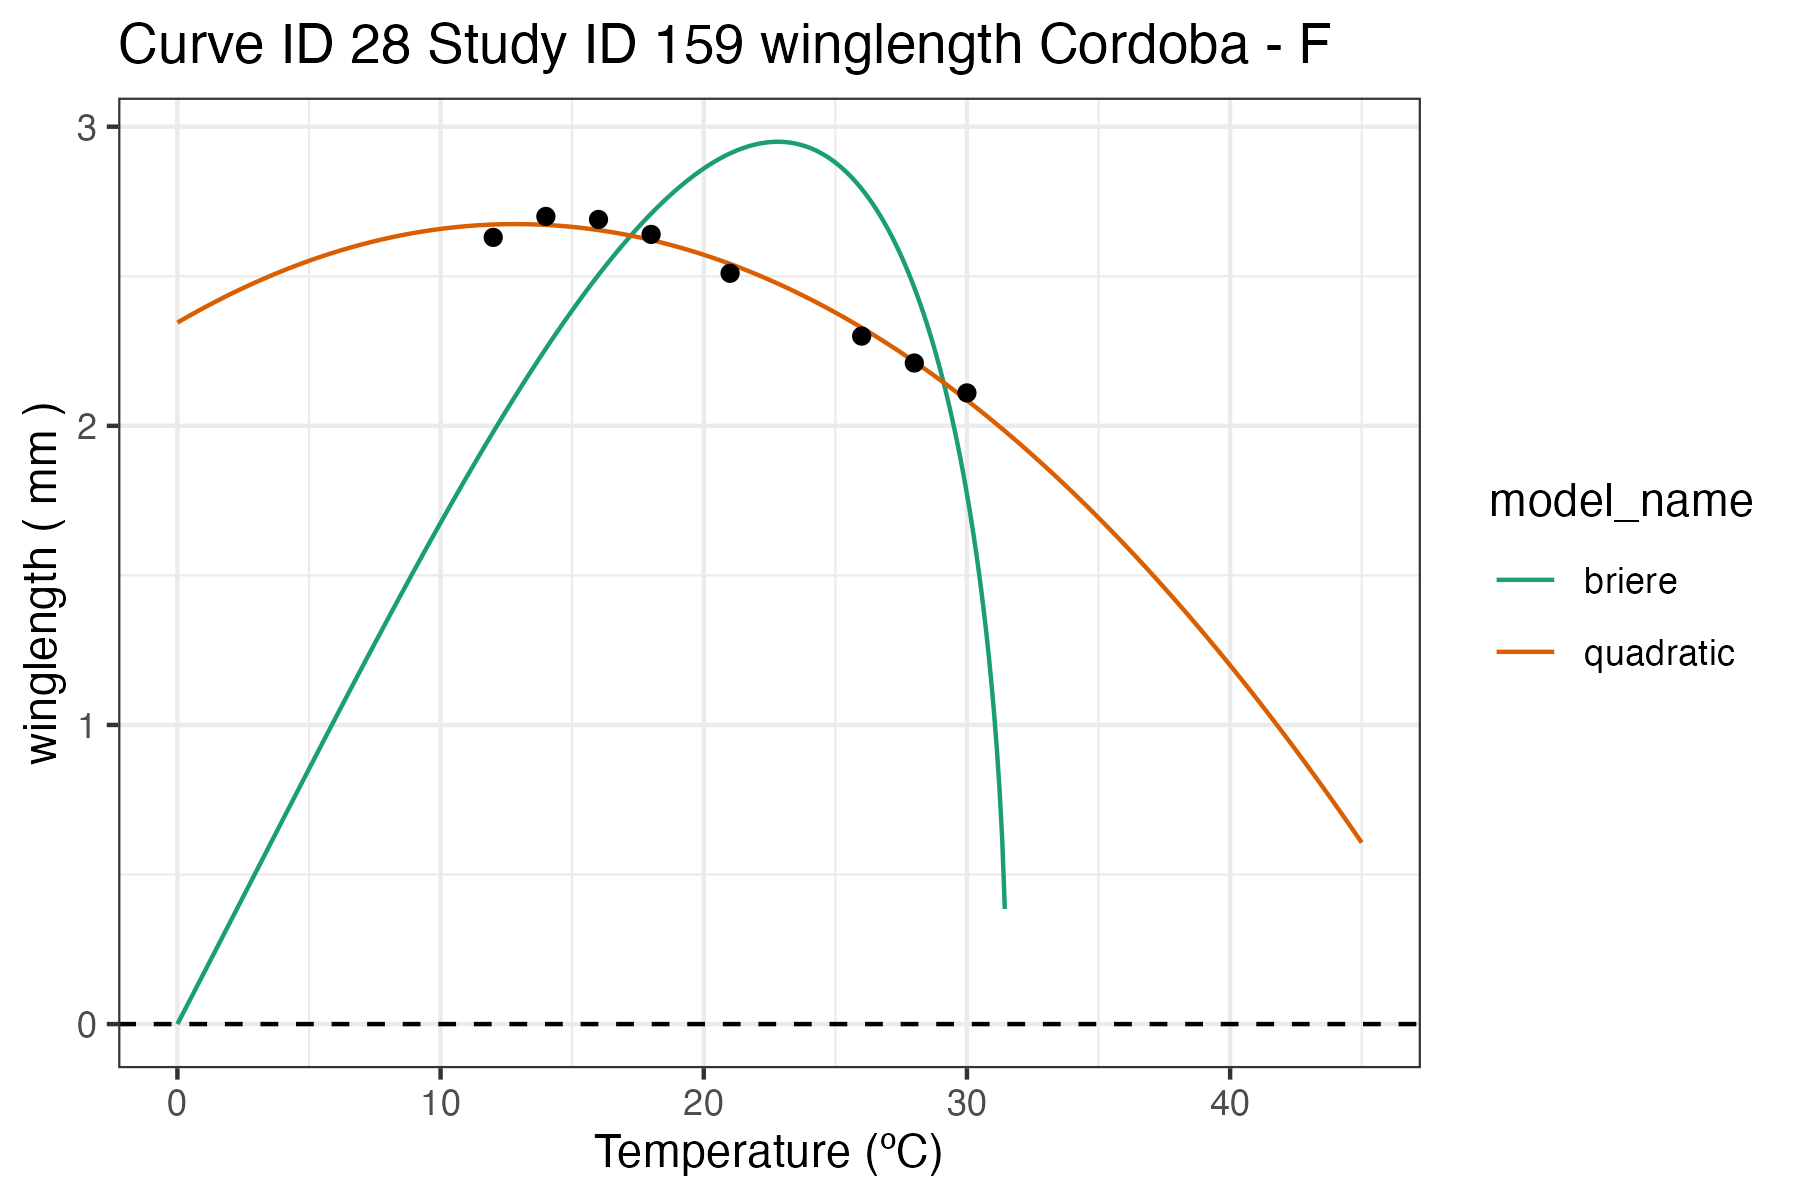 Curve ID 28 Study ID 159 winglength Cordoba - F
winglength ( mm )
3
2
1
0
0 10 20 30 40
Temperature (ºC)
model_name
briere
quadratic